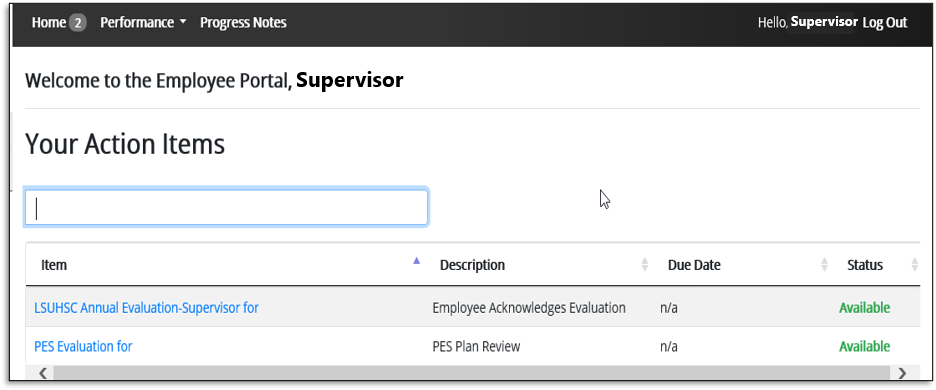 Home 2 Performance Progress Notes Hello, Supervisor Log Out
Welcome to the Employee Portal, Supervisor
Your Action Items
Item Description Due Date Status
LSUHSC Annual Evaluation-Supervisor for Employee Acknowledges Evaluation n/a Available
PES Evaluation for PES Plan Review n/a Available